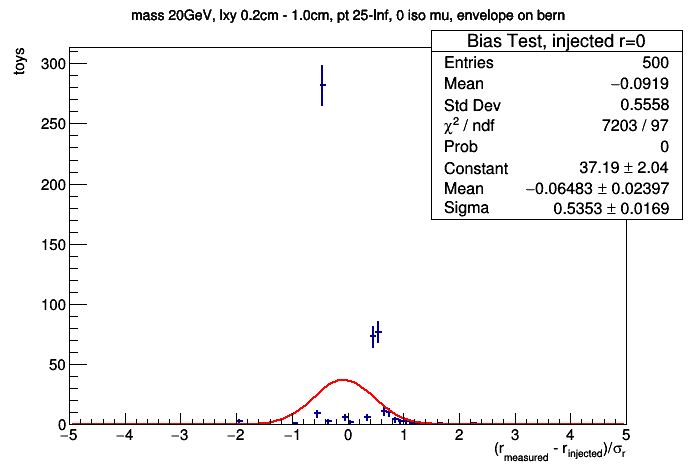 mass 20GeV, lxy 0.2cm - 1.0cm, pt 25-Inf, 0 iso mu, envelope on bern
Bias Test, injected r=0
Entries 500
Mean −0.0919
Std Dev 0.5558
χ² / ndf 7203 / 97
Prob 0
Constant 37.19 ± 2.04
Mean −0.06483 ± 0.02397
Sigma 0.5353 ± 0.0169
toys
300
250
200
150
100
50
0
−5 −4 −3 −2 −1 0 1 2 3 4 5
(r_measured - r_injected)/σ_r